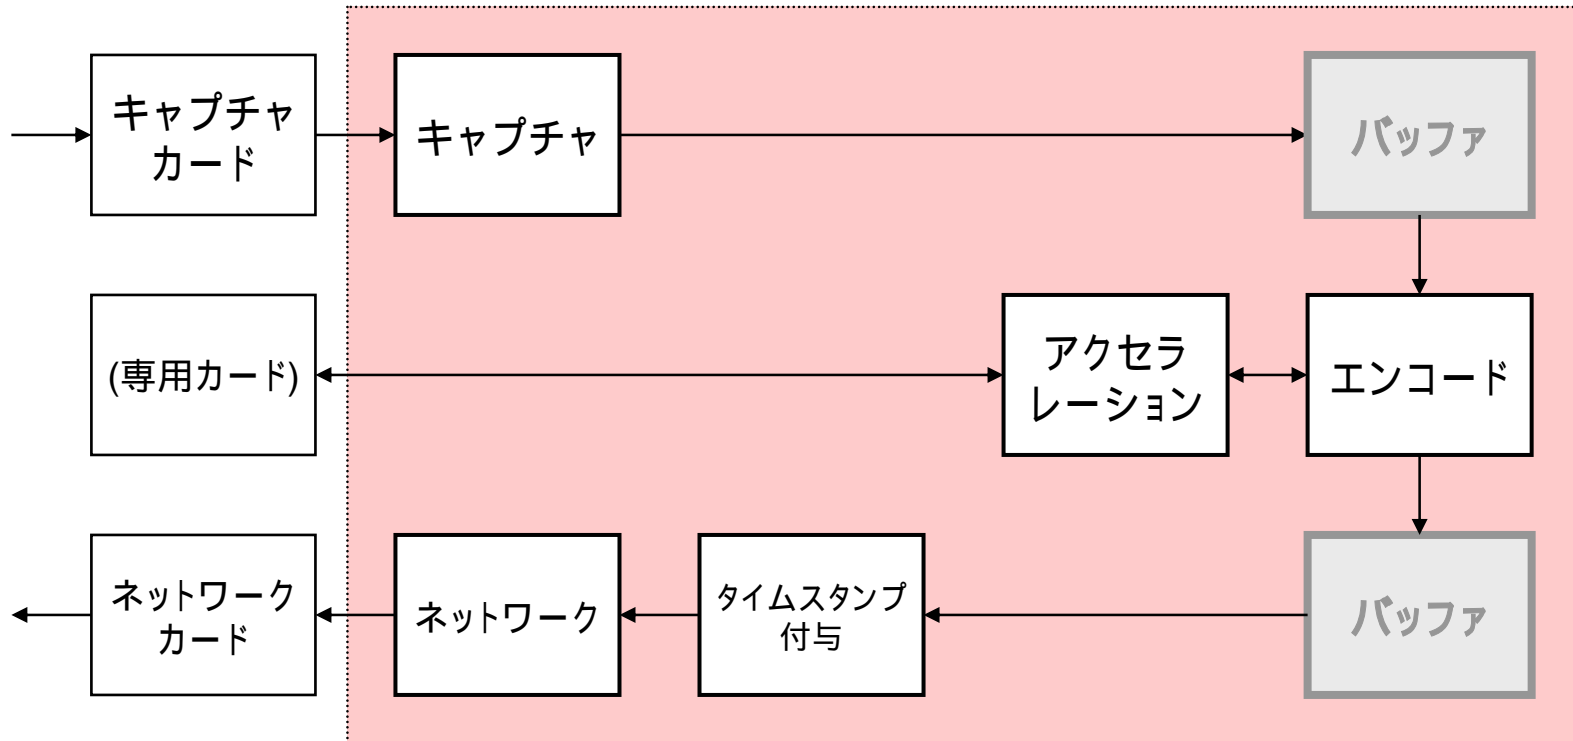 キャプチャ
カード
キャプチャ
バッファ
(専用カード)
アクセラ
レーション
エンコード
ネットワーク
カード
ネットワーク
タイムスタンプ
付与
バッファ